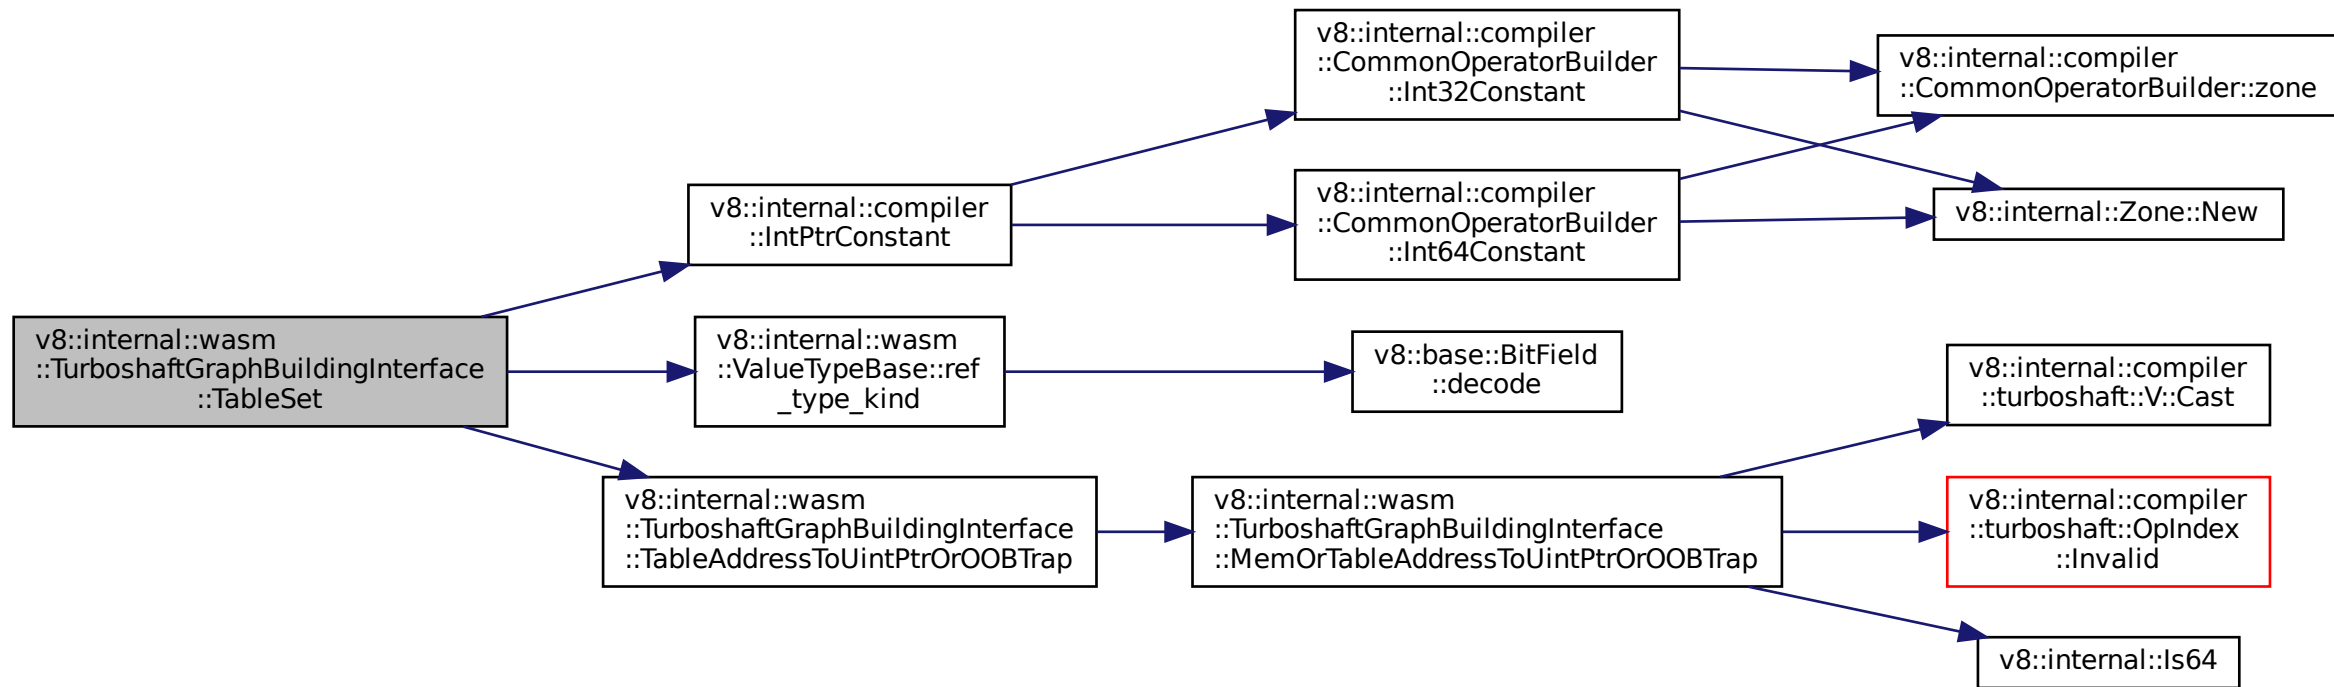 v8::internal::wasm
::TurboshaftGraphBuildingInterface
::TableSet
v8::internal::compiler
::IntPtrConstant
v8::internal::compiler
::CommonOperatorBuilder
::Int32Constant
v8::internal::compiler
::CommonOperatorBuilder::zone
v8::internal::Zone::New
v8::internal::compiler
::CommonOperatorBuilder
::Int64Constant
v8::internal::wasm
::ValueTypeBase::ref
_type_kind
v8::base::BitField
::decode
v8::internal::wasm
::TurboshaftGraphBuildingInterface
::TableAddressToUintPtrOrOOBTrap
v8::internal::wasm
::TurboshaftGraphBuildingInterface
::MemOrTableAddressToUintPtrOrOOBTrap
v8::internal::compiler
::turboshaft::V::Cast
v8::internal::compiler
::turboshaft::OpIndex
::Invalid
v8::internal::Is64